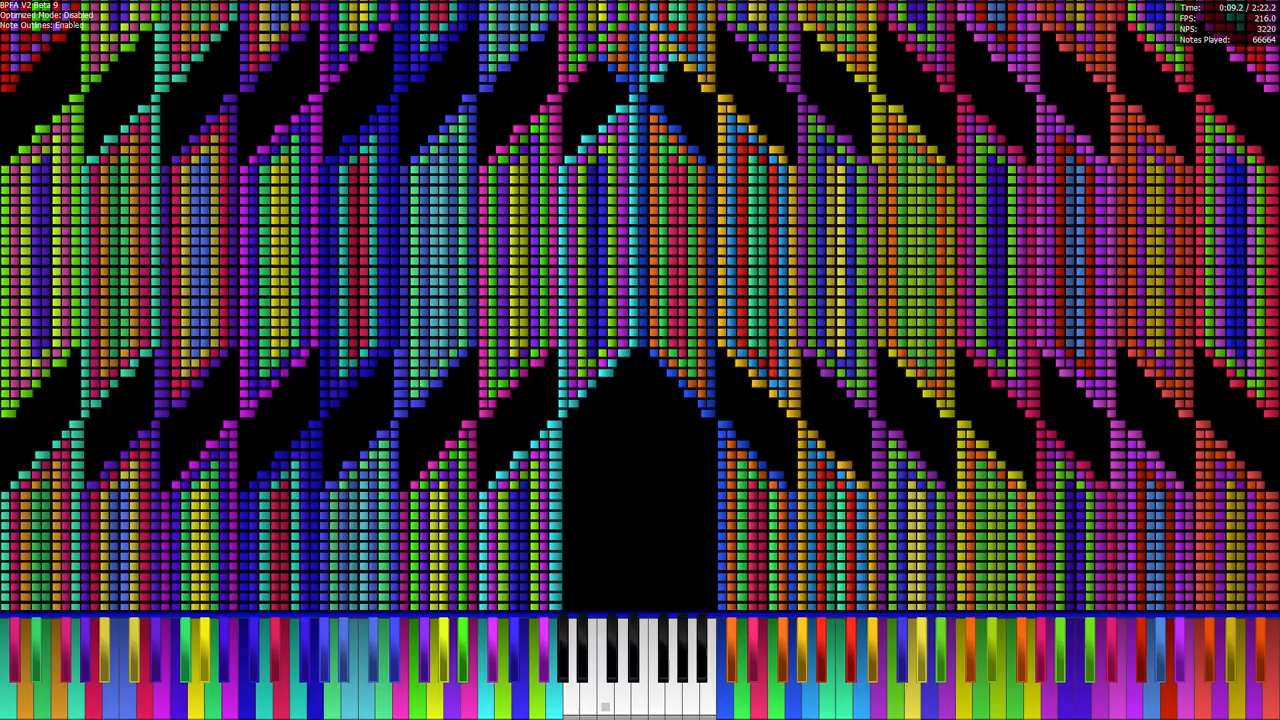 BPFA V2 Beta 9
Optimized Mode: Disabled
Note Outlines: Enabled
Time: 0:09.2 / 2:22.2
FPS: 216.0
NPS: 3220
Notes Played: 66664